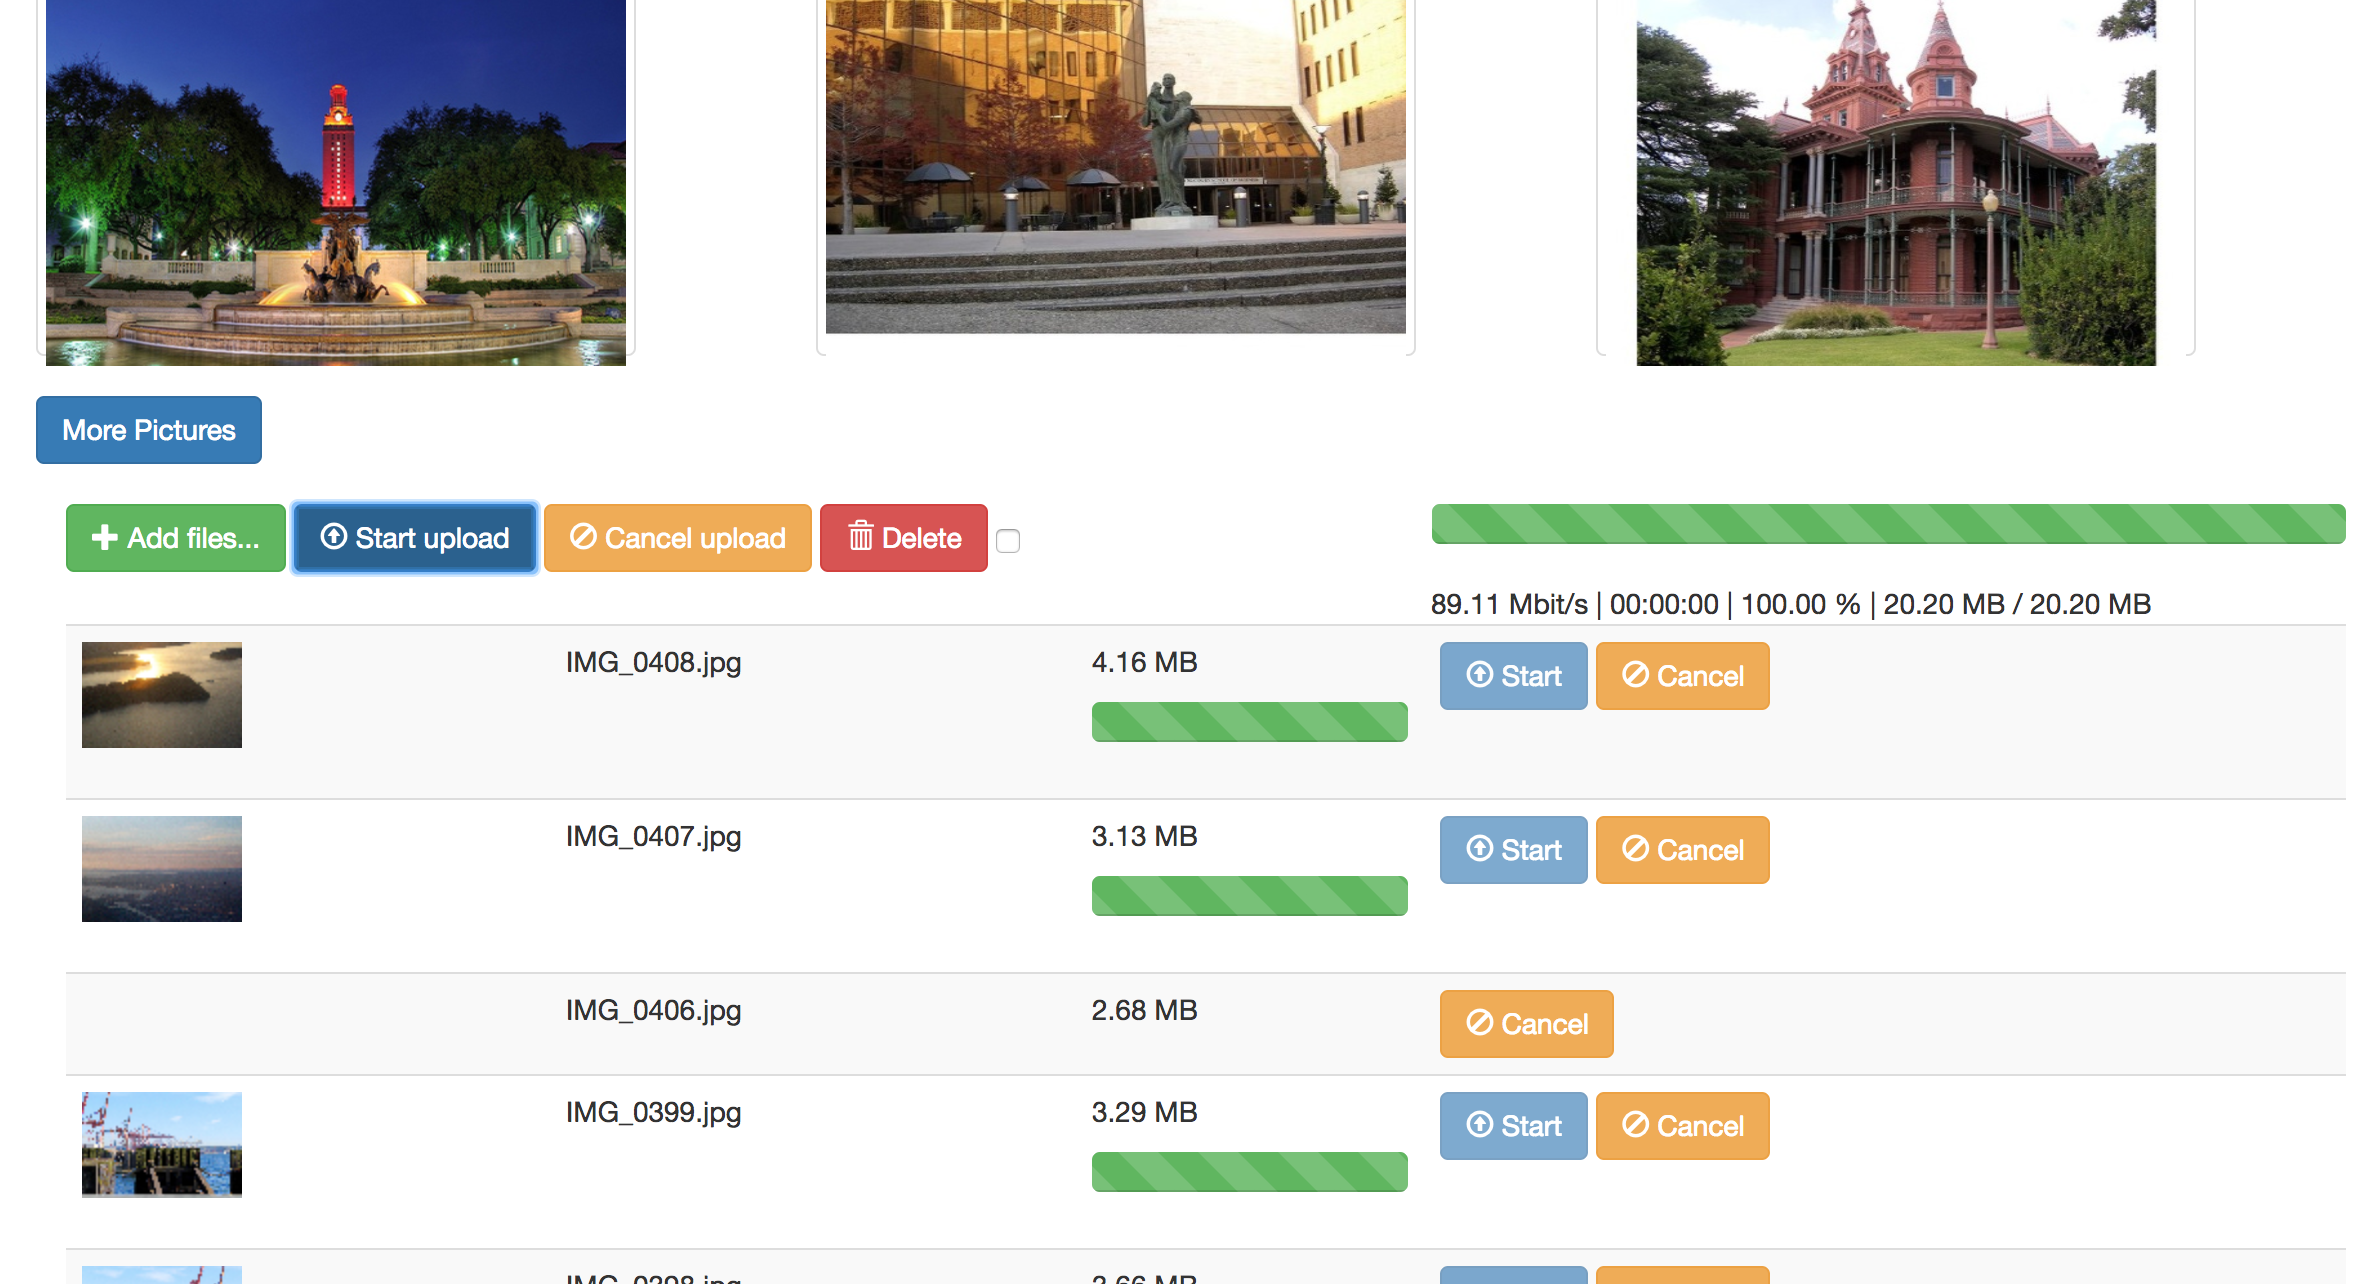 More Pictures
Add files...
Start upload
Cancel upload
Delete
89.11 Mbit/s | 00:00:00 | 100.00 % | 20.20 MB / 20.20 MB
IMG_0408.jpg 4.16 MB Start Cancel
IMG_0407.jpg 3.13 MB Start Cancel
IMG_0406.jpg 2.68 MB Cancel
IMG_0399.jpg 3.29 MB Start Cancel